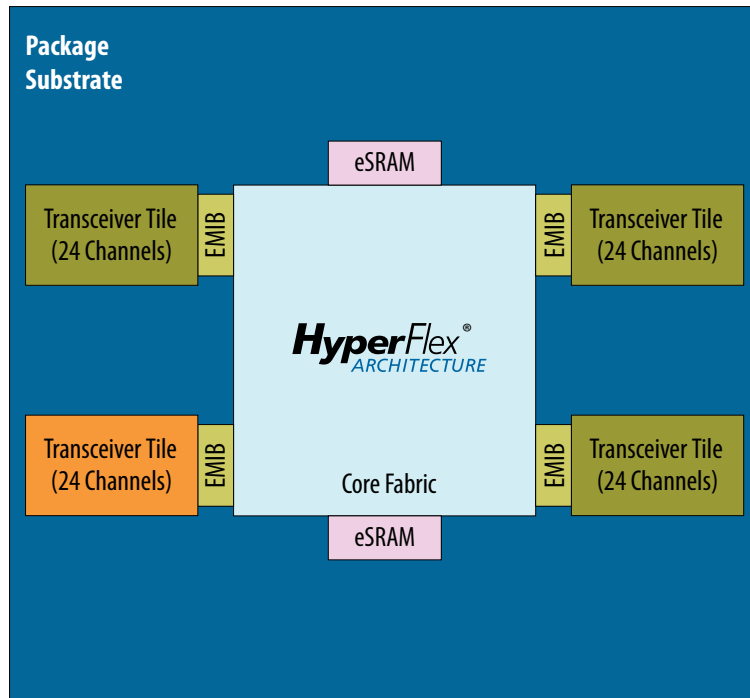 Package
Substrate
eSRAM
Transceiver Tile
(24 Channels)
EMIB
EMIB
Transceiver Tile
(24 Channels)
HyperFlex®
ARCHITECTURE
Transceiver Tile
(24 Channels)
EMIB
Core Fabric
EMIB
Transceiver Tile
(24 Channels)
eSRAM